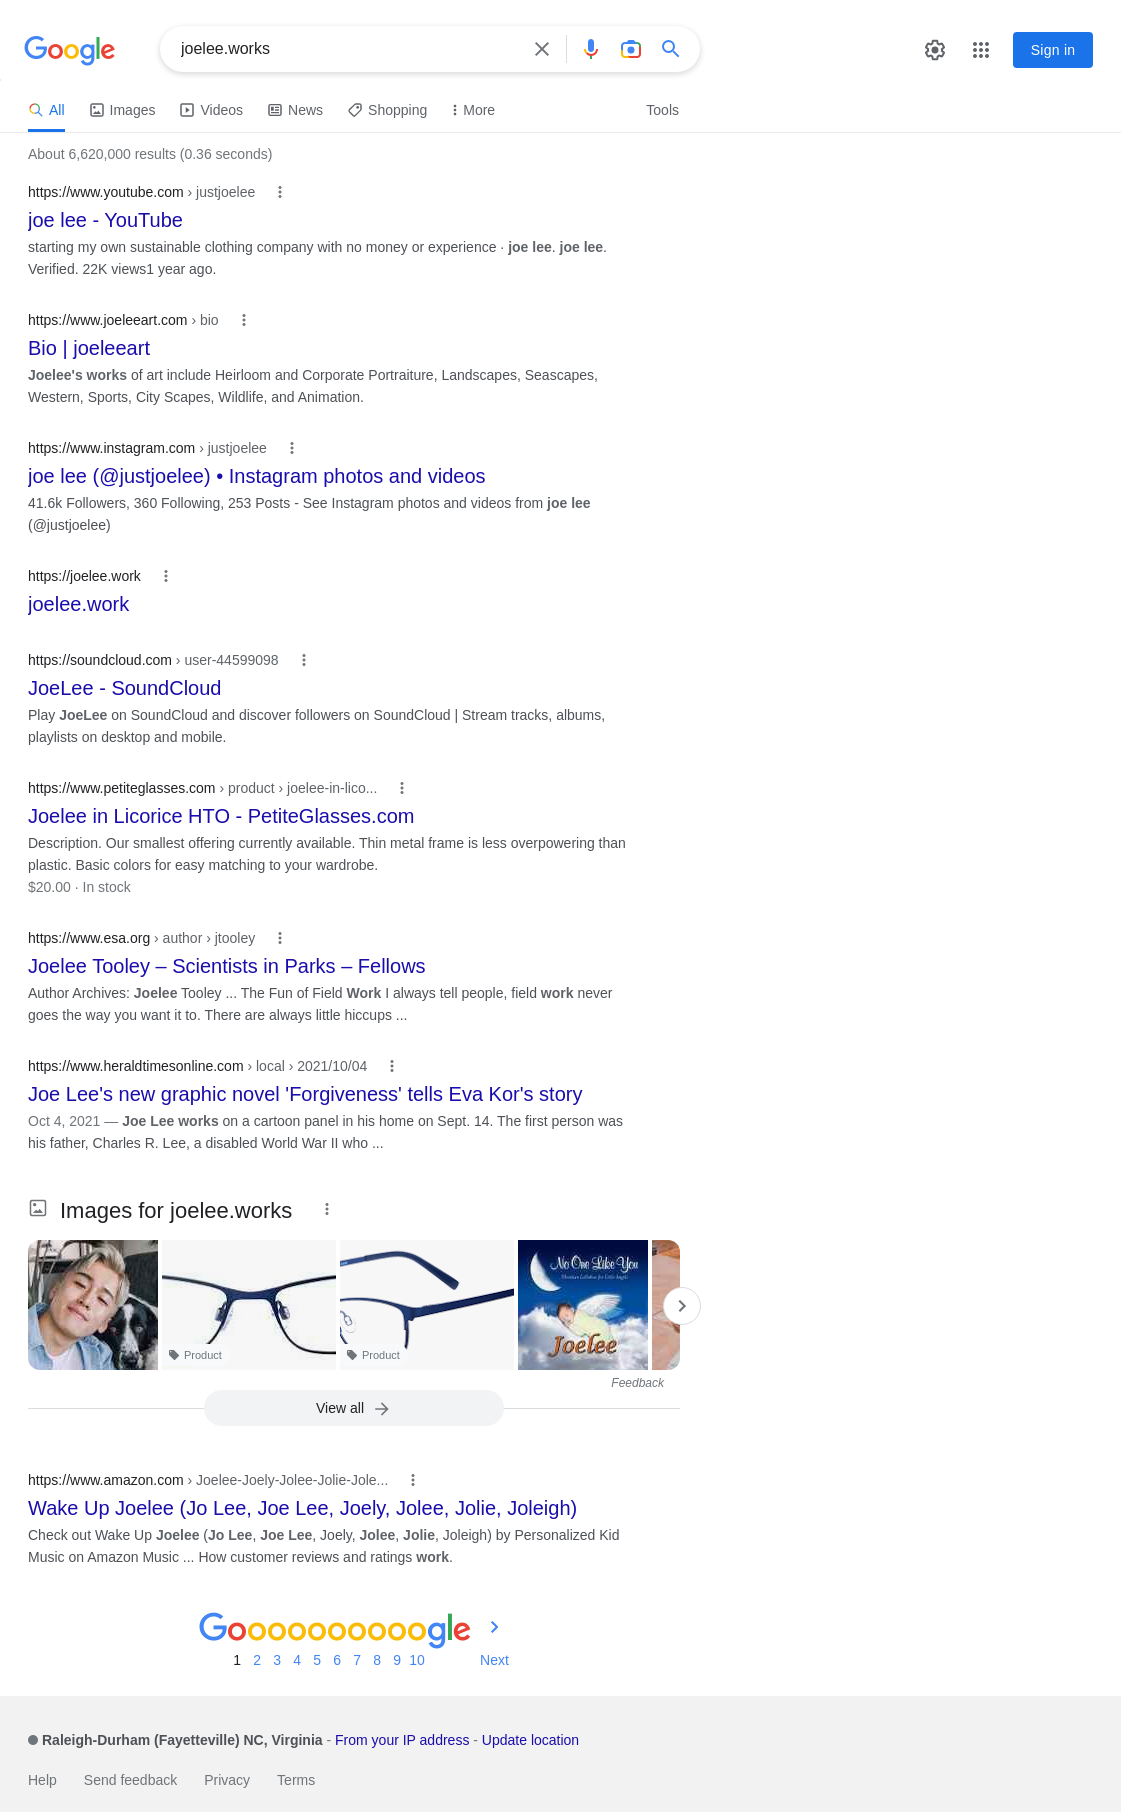 Google
joelee.works
Sign in
All
Images
Videos
News
Shopping
More
Tools
About 6,620,000 results (0.36 seconds)
https://www.youtube.com › justjoelee
joe lee - YouTube
starting my own sustainable clothing company with no money or experience · joe lee. joe lee.
Verified. 22K views1 year ago.
https://www.joeleeart.com › bio
Bio | joeleeart
Joelee's works of art include Heirloom and Corporate Portraiture, Landscapes, Seascapes,
Western, Sports, City Scapes, Wildlife, and Animation.
https://www.instagram.com › justjoelee
joe lee (@justjoelee) • Instagram photos and videos
41.6k Followers, 360 Following, 253 Posts - See Instagram photos and videos from joe lee
(@justjoelee)
https://joelee.work
joelee.work
https://soundcloud.com › user-44599098
JoeLee - SoundCloud
Play JoeLee on SoundCloud and discover followers on SoundCloud | Stream tracks, albums,
playlists on desktop and mobile.
https://www.petiteglasses.com › product › joelee-in-lico...
Joelee in Licorice HTO - PetiteGlasses.com
Description. Our smallest offering currently available. Thin metal frame is less overpowering than
plastic. Basic colors for easy matching to your wardrobe.
$20.00 · In stock
https://www.esa.org › author › jtooley
Joelee Tooley – Scientists in Parks – Fellows
Author Archives: Joelee Tooley ... The Fun of Field Work I always tell people, field work never
goes the way you want it to. There are always little hiccups ...
https://www.heraldtimesonline.com › local › 2021/10/04
Joe Lee's new graphic novel 'Forgiveness' tells Eva Kor's story
Oct 4, 2021 — Joe Lee works on a cartoon panel in his home on Sept. 14. The first person was
his father, Charles R. Lee, a disabled World War II who ...
Images for joelee.works
No One Like You
Joelee
Product
Product
Feedback
View all
https://www.amazon.com › Joelee-Joely-Jolee-Jolie-Jole...
Wake Up Joelee (Jo Lee, Joe Lee, Joely, Jolee, Jolie, Joleigh)
Check out Wake Up Joelee (Jo Lee, Joe Lee, Joely, Jolee, Jolie, Joleigh) by Personalized Kid
Music on Amazon Music ... How customer reviews and ratings work.
Goooooooooogle
1 2 3 4 5 6 7 8 9 10 Next
Raleigh-Durham (Fayetteville) NC, Virginia - From your IP address - Update location
Help
Send feedback
Privacy
Terms